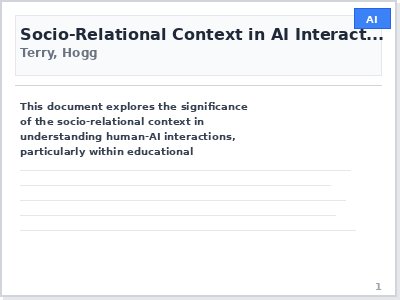 AI
Socio-Relational Context in AI Interact...
Terry, Hogg
This document explores the significance
of the socio-relational context in
understanding human-AI interactions,
particularly within educational
1